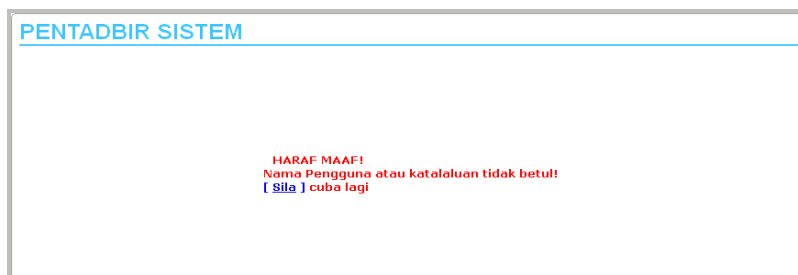 PENTADBIR SISTEM
HARAF MAAF!
Nama Pengguna atau katalaluan tidak betul!
[ Sila ] cuba lagi